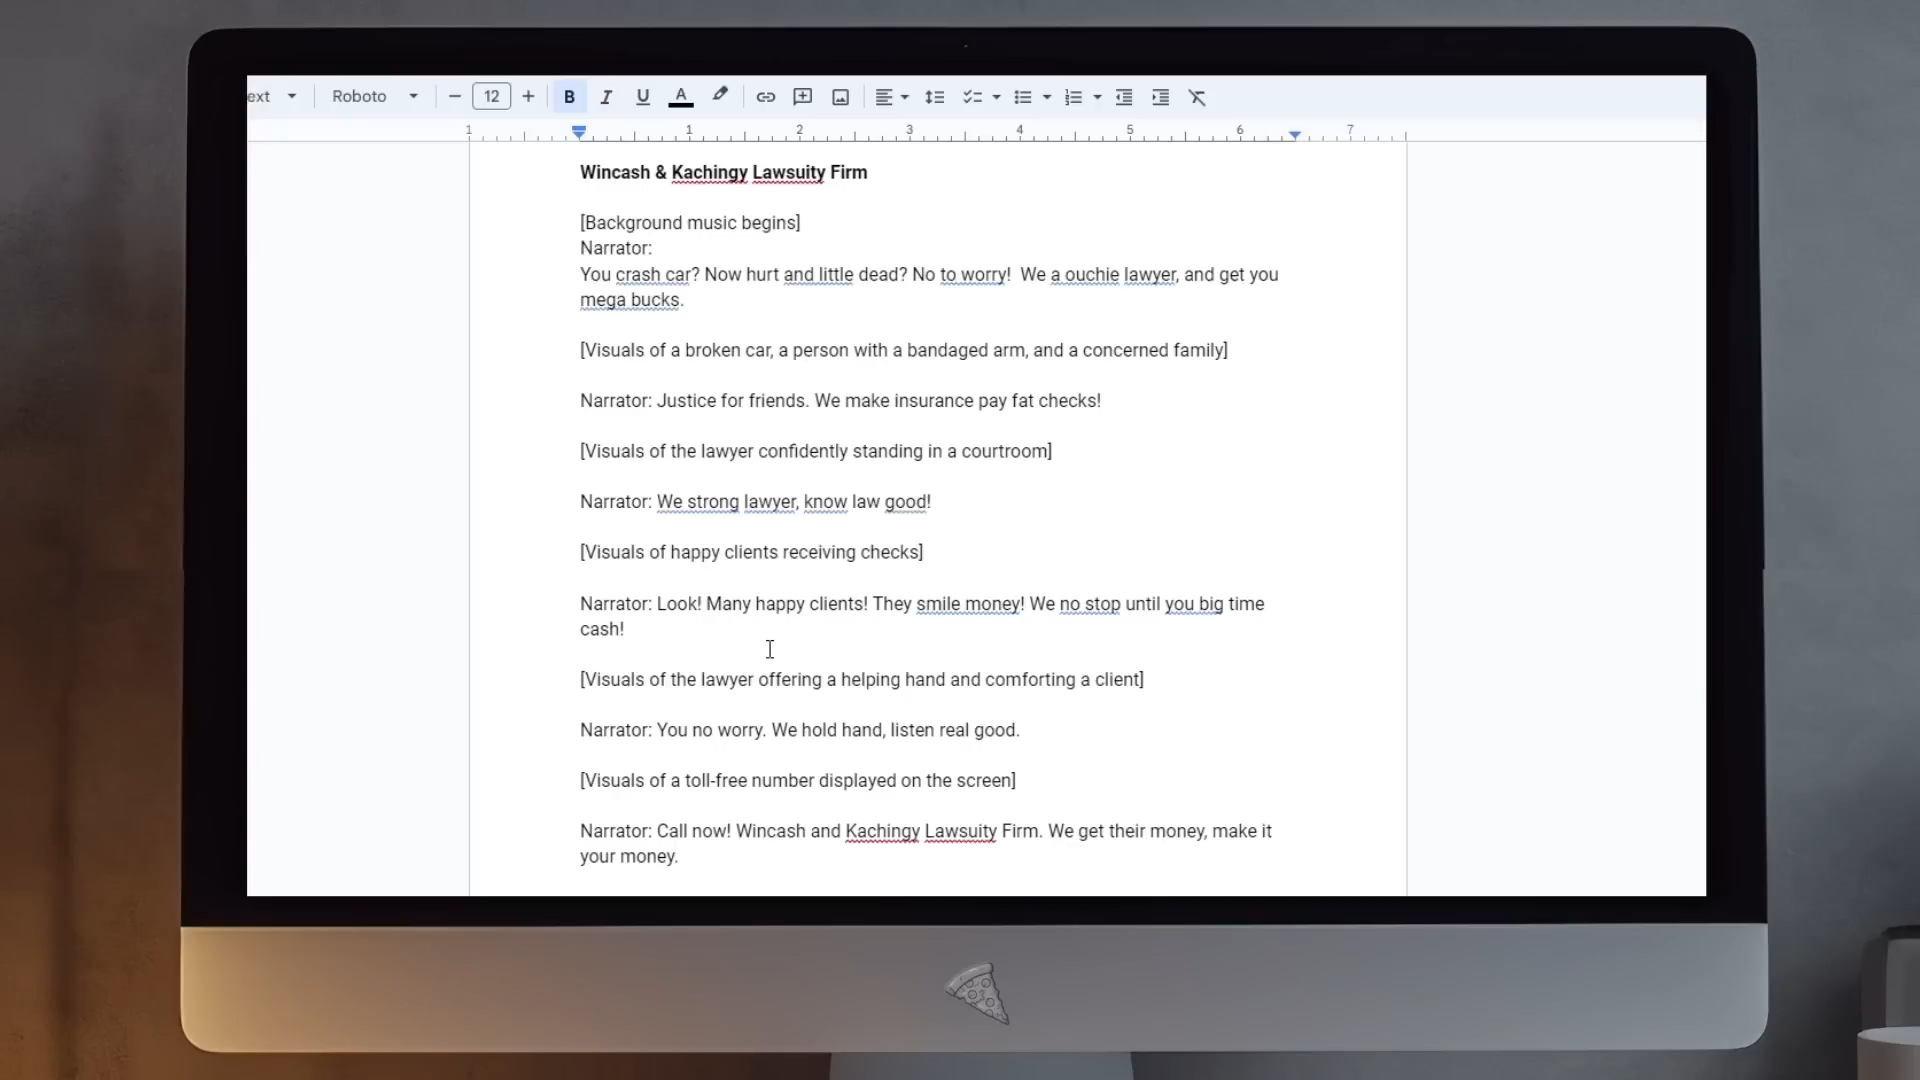 ext Roboto 12 B I U A
1 1 2 3 4 5 6 7
Wincash & Kachingy Lawsuity Firm
[Background music begins]
Narrator:
You crash car? Now hurt and little dead? No to worry!  We a ouchie lawyer, and get you
mega bucks.
[Visuals of a broken car, a person with a bandaged arm, and a concerned family]
Narrator: Justice for friends. We make insurance pay fat checks!
[Visuals of the lawyer confidently standing in a courtroom]
Narrator: We strong lawyer, know law good!
[Visuals of happy clients receiving checks]
Narrator: Look! Many happy clients! They smile money! We no stop until you big time
cash!
[Visuals of the lawyer offering a helping hand and comforting a client]
Narrator: You no worry. We hold hand, listen real good.
[Visuals of a toll-free number displayed on the screen]
Narrator: Call now! Wincash and Kachingy Lawsuity Firm. We get their money, make it
your money.